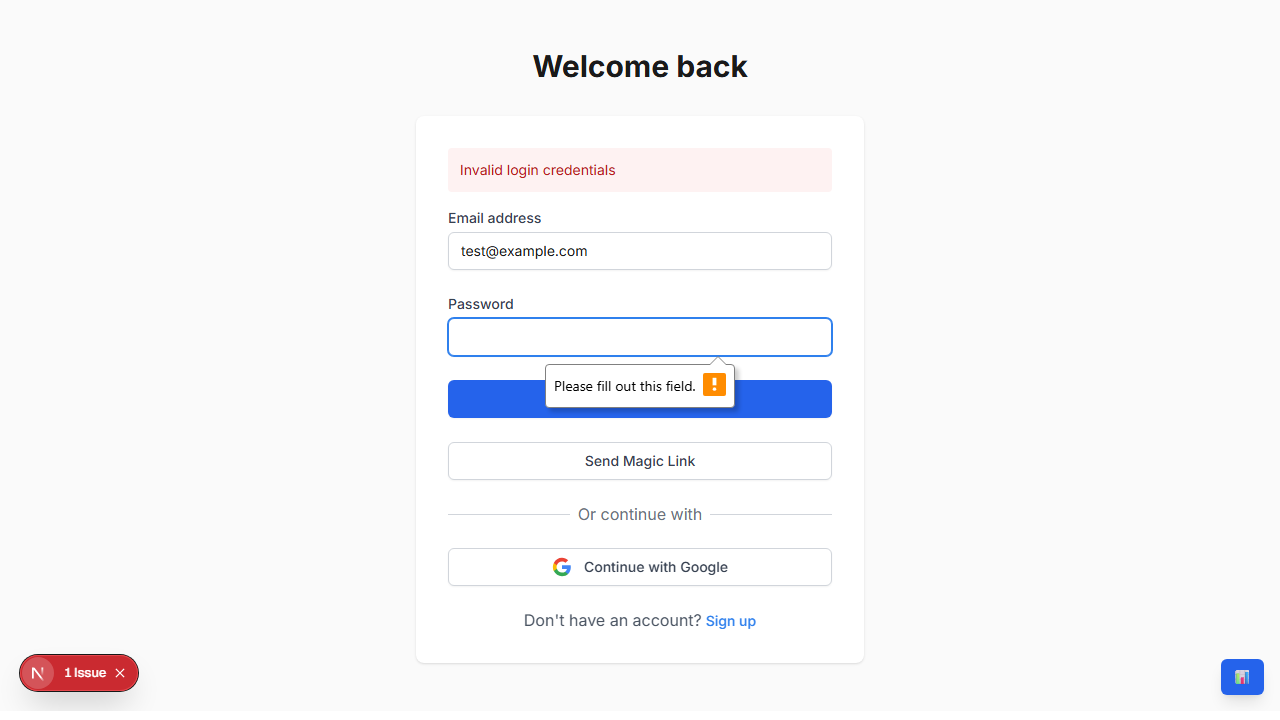 Welcome back
Invalid login credentials
Email address
test@example.com
Password
Please fill out this field.
Send Magic Link
Or continue with
Continue with Google
Don't have an account? Sign up
N 1 Issue